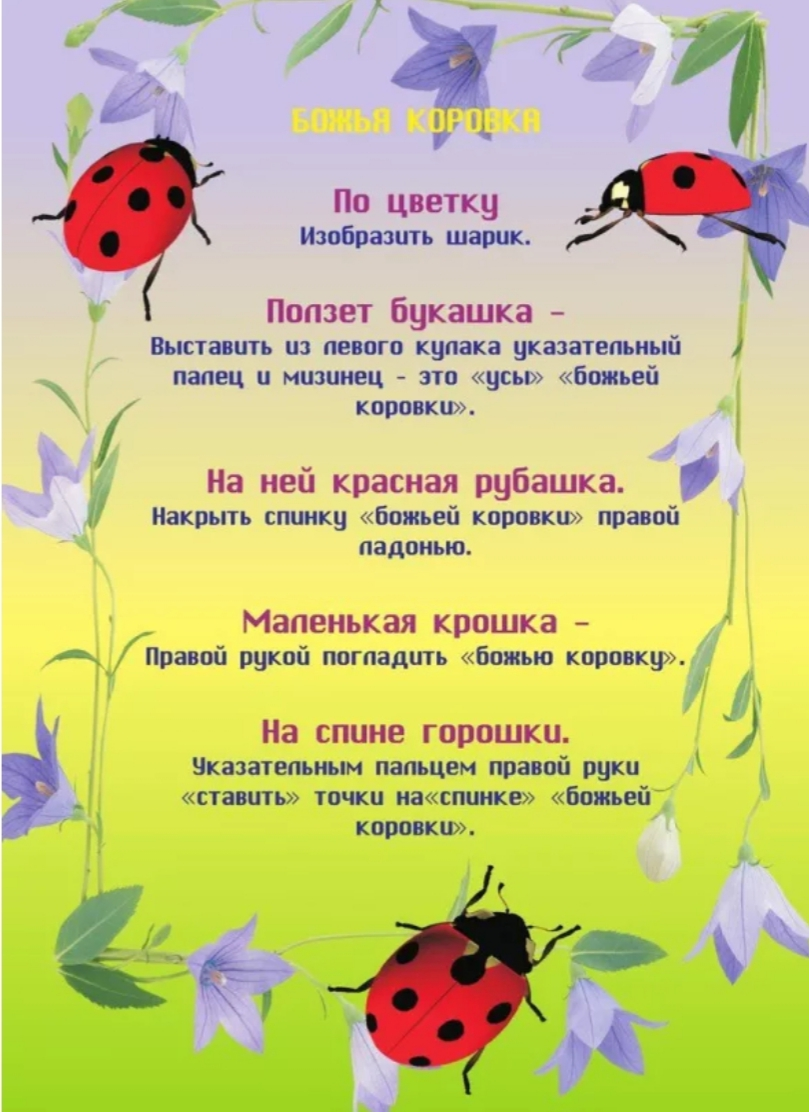 БОЖЬЯ КОРОВКА
По цветку
Изобразить шарик.
Ползет букашка -
Выставить из левого кулака указательный
палец и мизинец - это «усы» «божьей
коровки».
На ней красная рубашка.
Накрыть спинку «божьей коровки» правой
ладонью.
Маленькая крошка -
Правой рукой погладить «божью коровку».
На спине горошки.
Указательным пальцем правой руки
«ставить» точки на«спинке» «божьей
коровки».